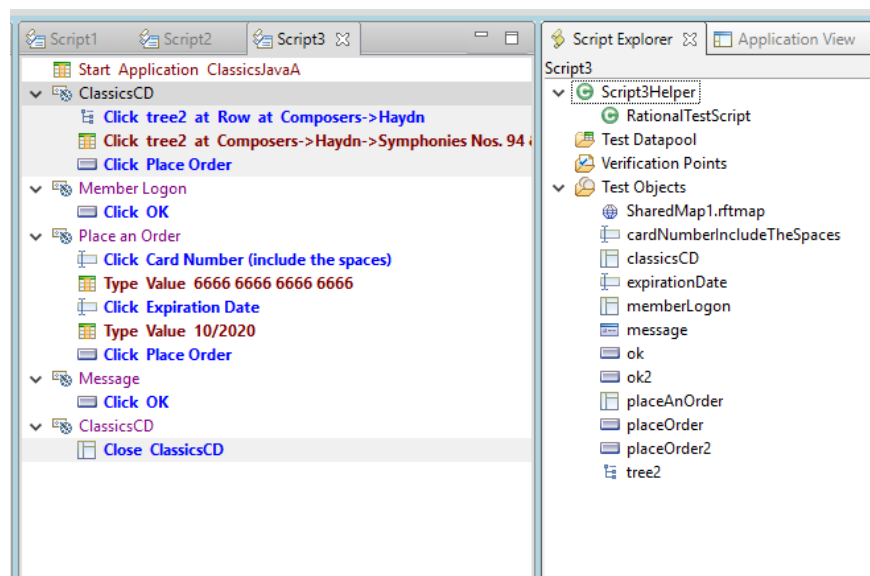 Script1
Script2
Script3
Start Application ClassicsJavaA
ClassicsCD
Click tree2 at Row at Composers->Haydn
Click tree2 at Composers->Haydn->Symphonies Nos. 94
Click Place Order
Member Logon
Click OK
Place an Order
Click Card Number (include the spaces)
Type Value 6666 6666 6666 6666
Click Expiration Date
Type Value 10/2020
Click Place Order
Message
Click OK
ClassicsCD
Close ClassicsCD
Script Explorer
Application View
Script3
Script3Helper
RationalTestScript
Test Datapool
Verification Points
Test Objects
SharedMap1.rftmap
cardNumberIncludeTheSpaces
classicsCD
expirationDate
memberLogon
message
ok
ok2
placeAnOrder
placeOrder
placeOrder2
tree2